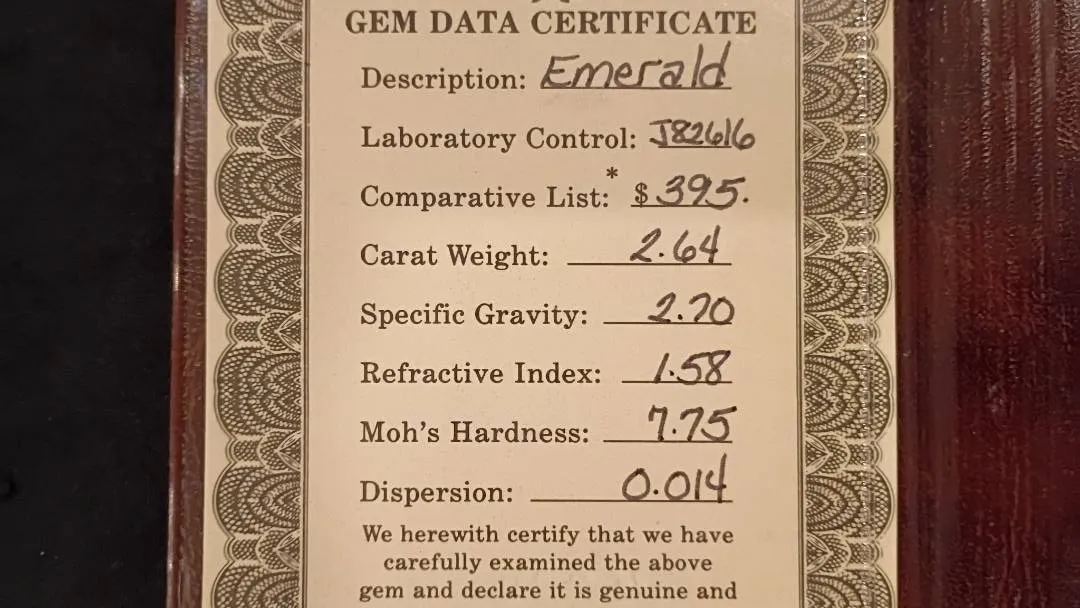 GEM DATA CERTIFICATE
Description: Emerald
Laboratory Control: J82616
Comparative List:* $395.
Carat Weight: 2.64
Specific Gravity: 2.70
Refractive Index: 1.58
Moh's Hardness: 7.75
Dispersion: 0.014
We herewith certify that we have
carefully examined the above
gem and declare it is genuine and